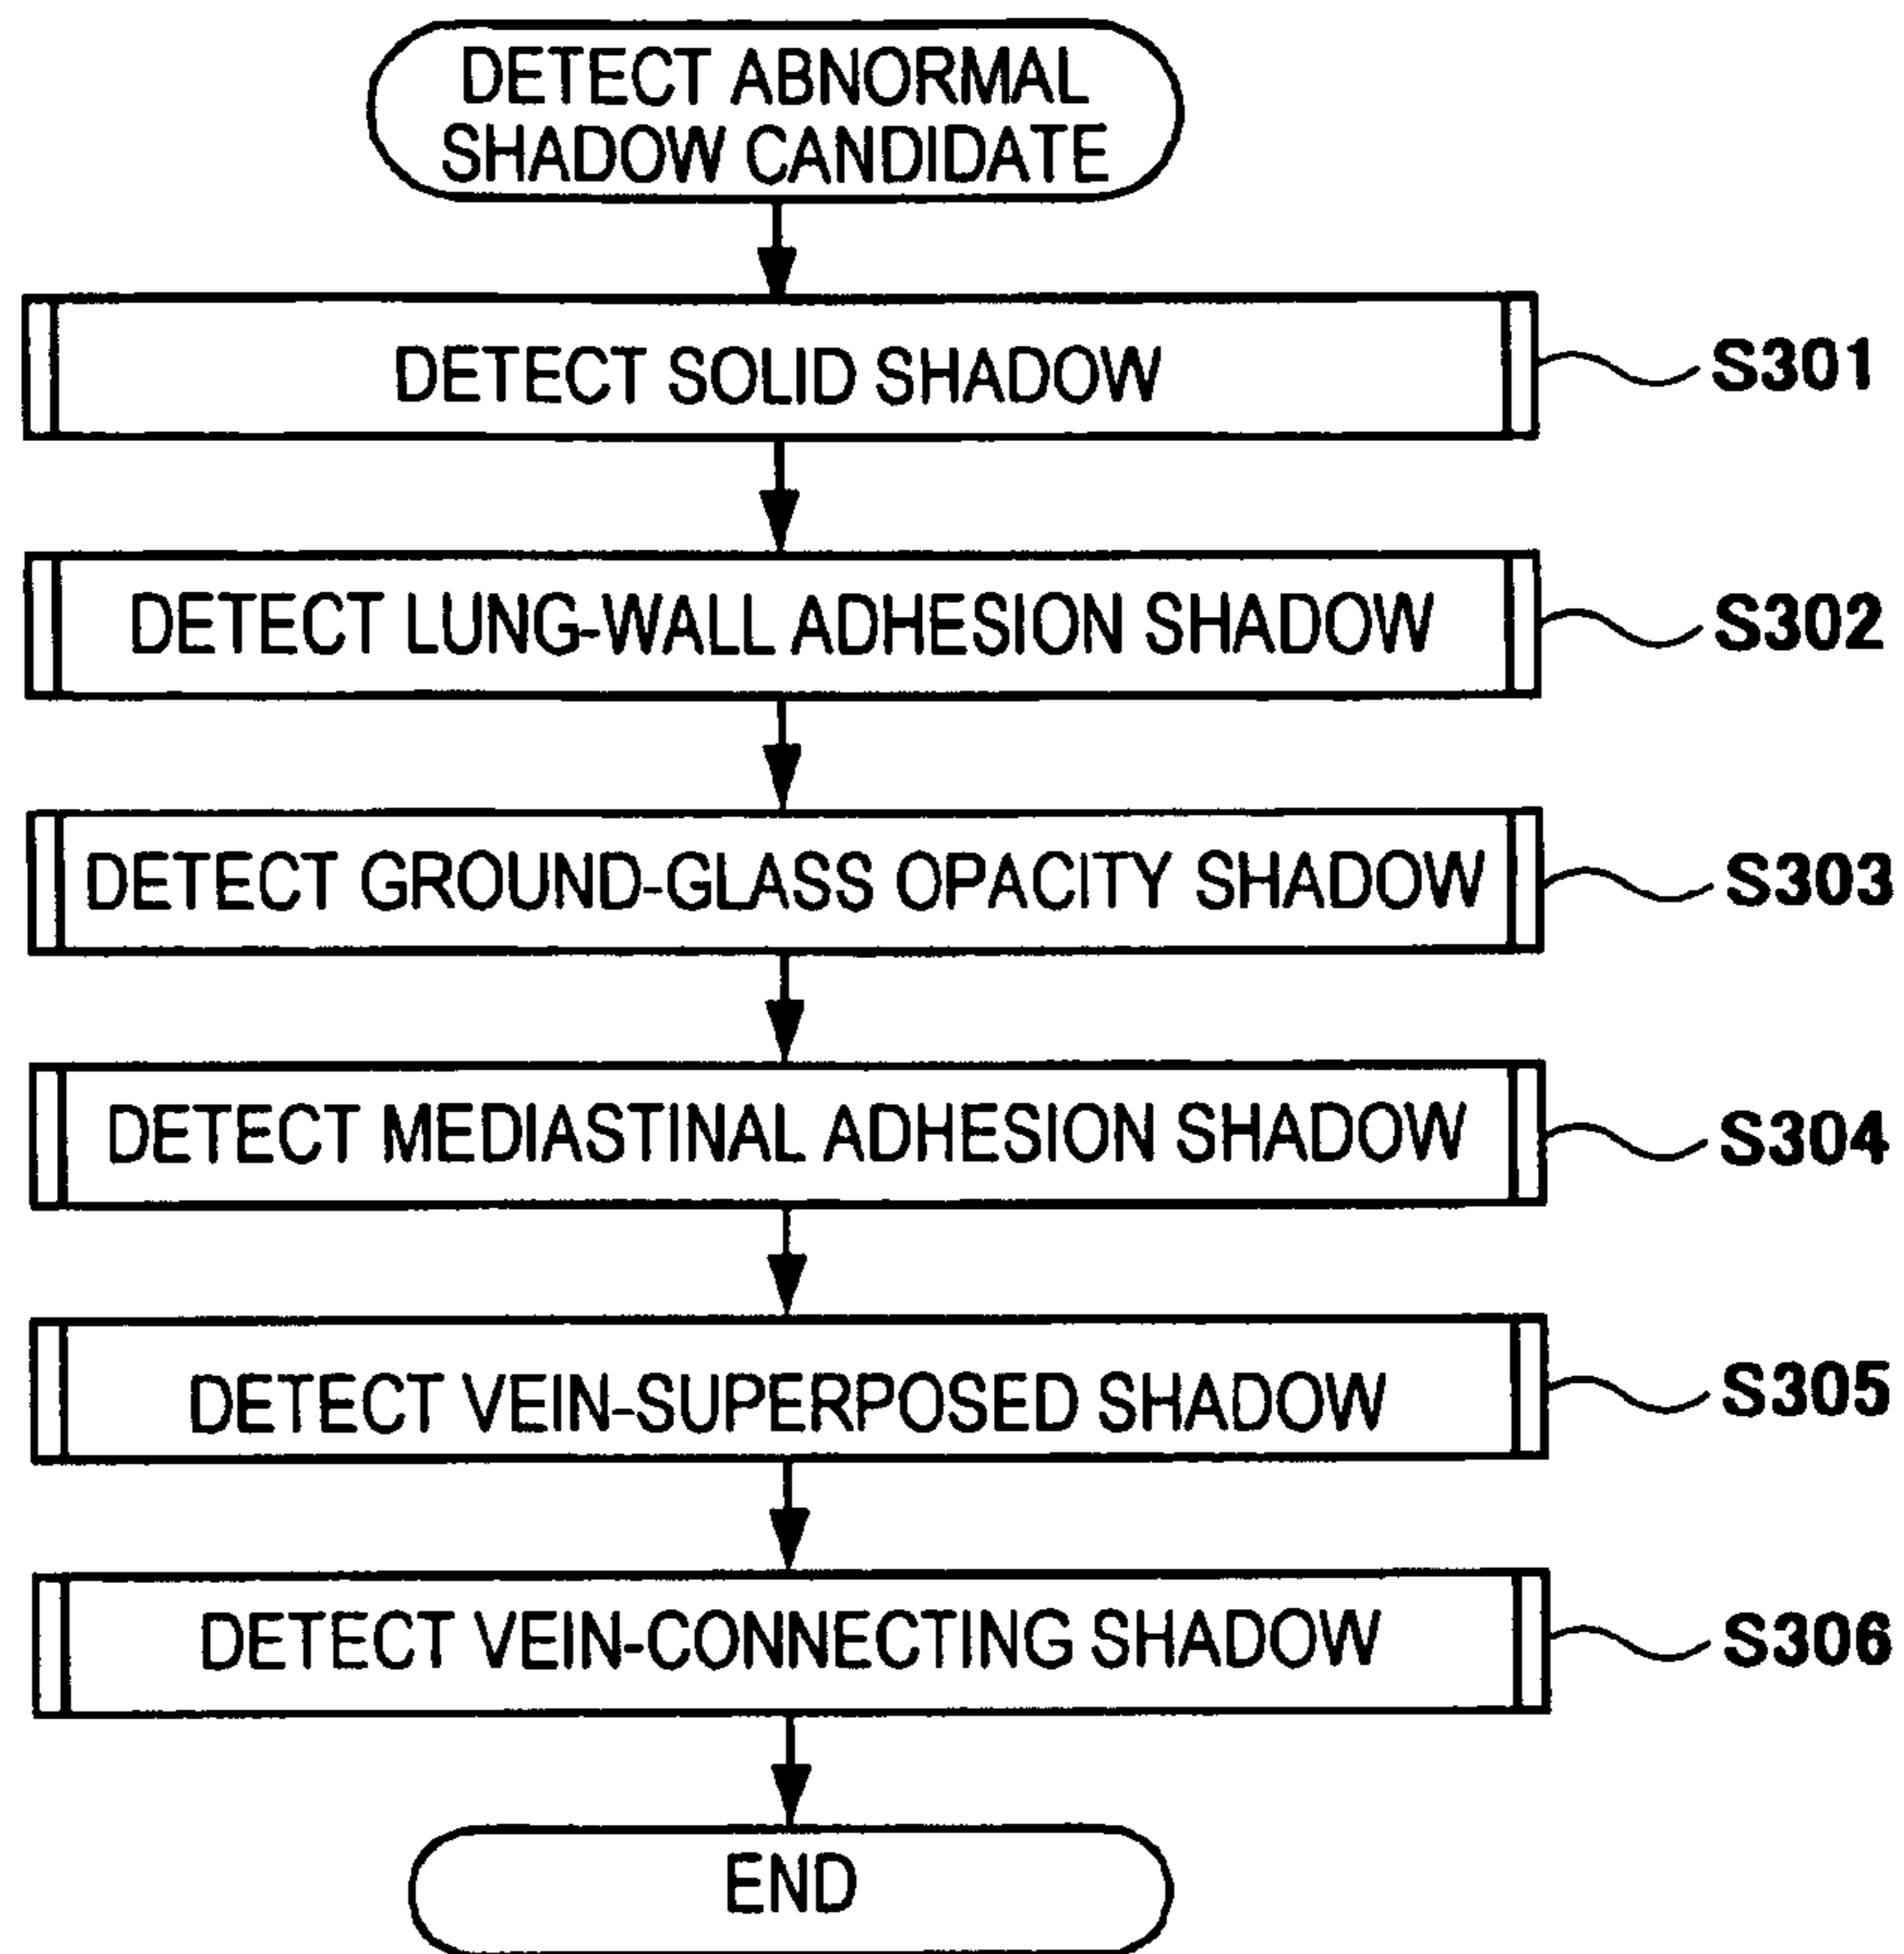 DETECT ABNORMAL
SHADOW CANDIDATE
DETECT SOLID SHADOW
S301
DETECT LUNG-WALL ADHESION SHADOW
S302
DETECT GROUND-GLASS OPACITY SHADOW
S303
DETECT MEDIASTINAL ADHESION SHADOW
S304
DETECT VEIN-SUPERPOSED SHADOW
S305
DETECT VEIN-CONNECTING SHADOW
S306
END